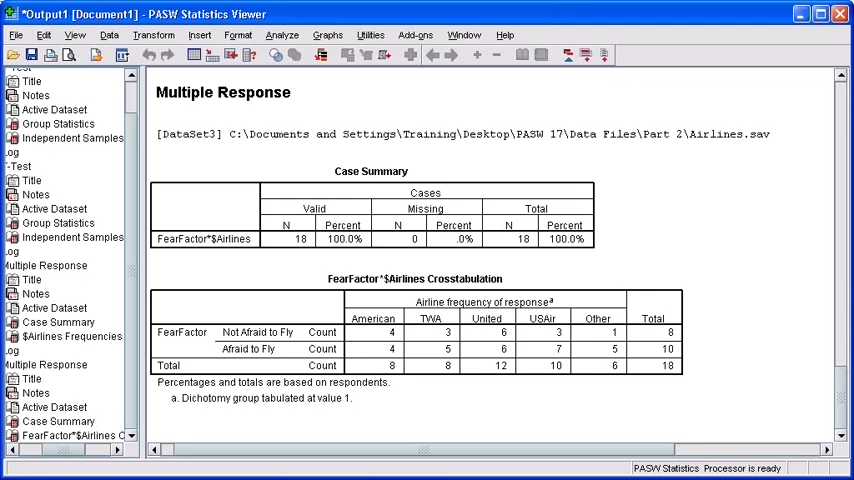 *Output1 [Document1] - PASW Statistics Viewer
File Edit View Data Transform Insert Format Analyze Graphs Utilities Add-ons Window Help
Test
Title
Notes
Active Dataset
Group Statistics
Independent Samples
Log
T-Test
Title
Notes
Active Dataset
Group Statistics
Independent Samples
Log
Multiple Response
Title
Notes
Active Dataset
Case Summary
$Airlines Frequencies
Log
Multiple Response
Title
Notes
Active Dataset
Case Summary
FearFactor*$Airlines C
Multiple Response
[DataSet3] C:\Documents and Settings\Training\Desktop\PASW 17\Data Files\Part 2\Airlines.sav
Case Summary
Cases
Valid Missing Total
N Percent N Percent N Percent
FearFactor*$Airlines 18 100.0% 0 .0% 18 100.0%
FearFactor*$Airlines Crosstabulation
Airline frequency of responseᵃ
American TWA United USAir Other Total
FearFactor Not Afraid to Fly Count 4 3 6 3 1 8
Afraid to Fly Count 4 5 6 7 5 10
Total Count 8 8 12 10 6 18
Percentages and totals are based on respondents.
a. Dichotomy group tabulated at value 1.
PASW Statistics Processor is ready